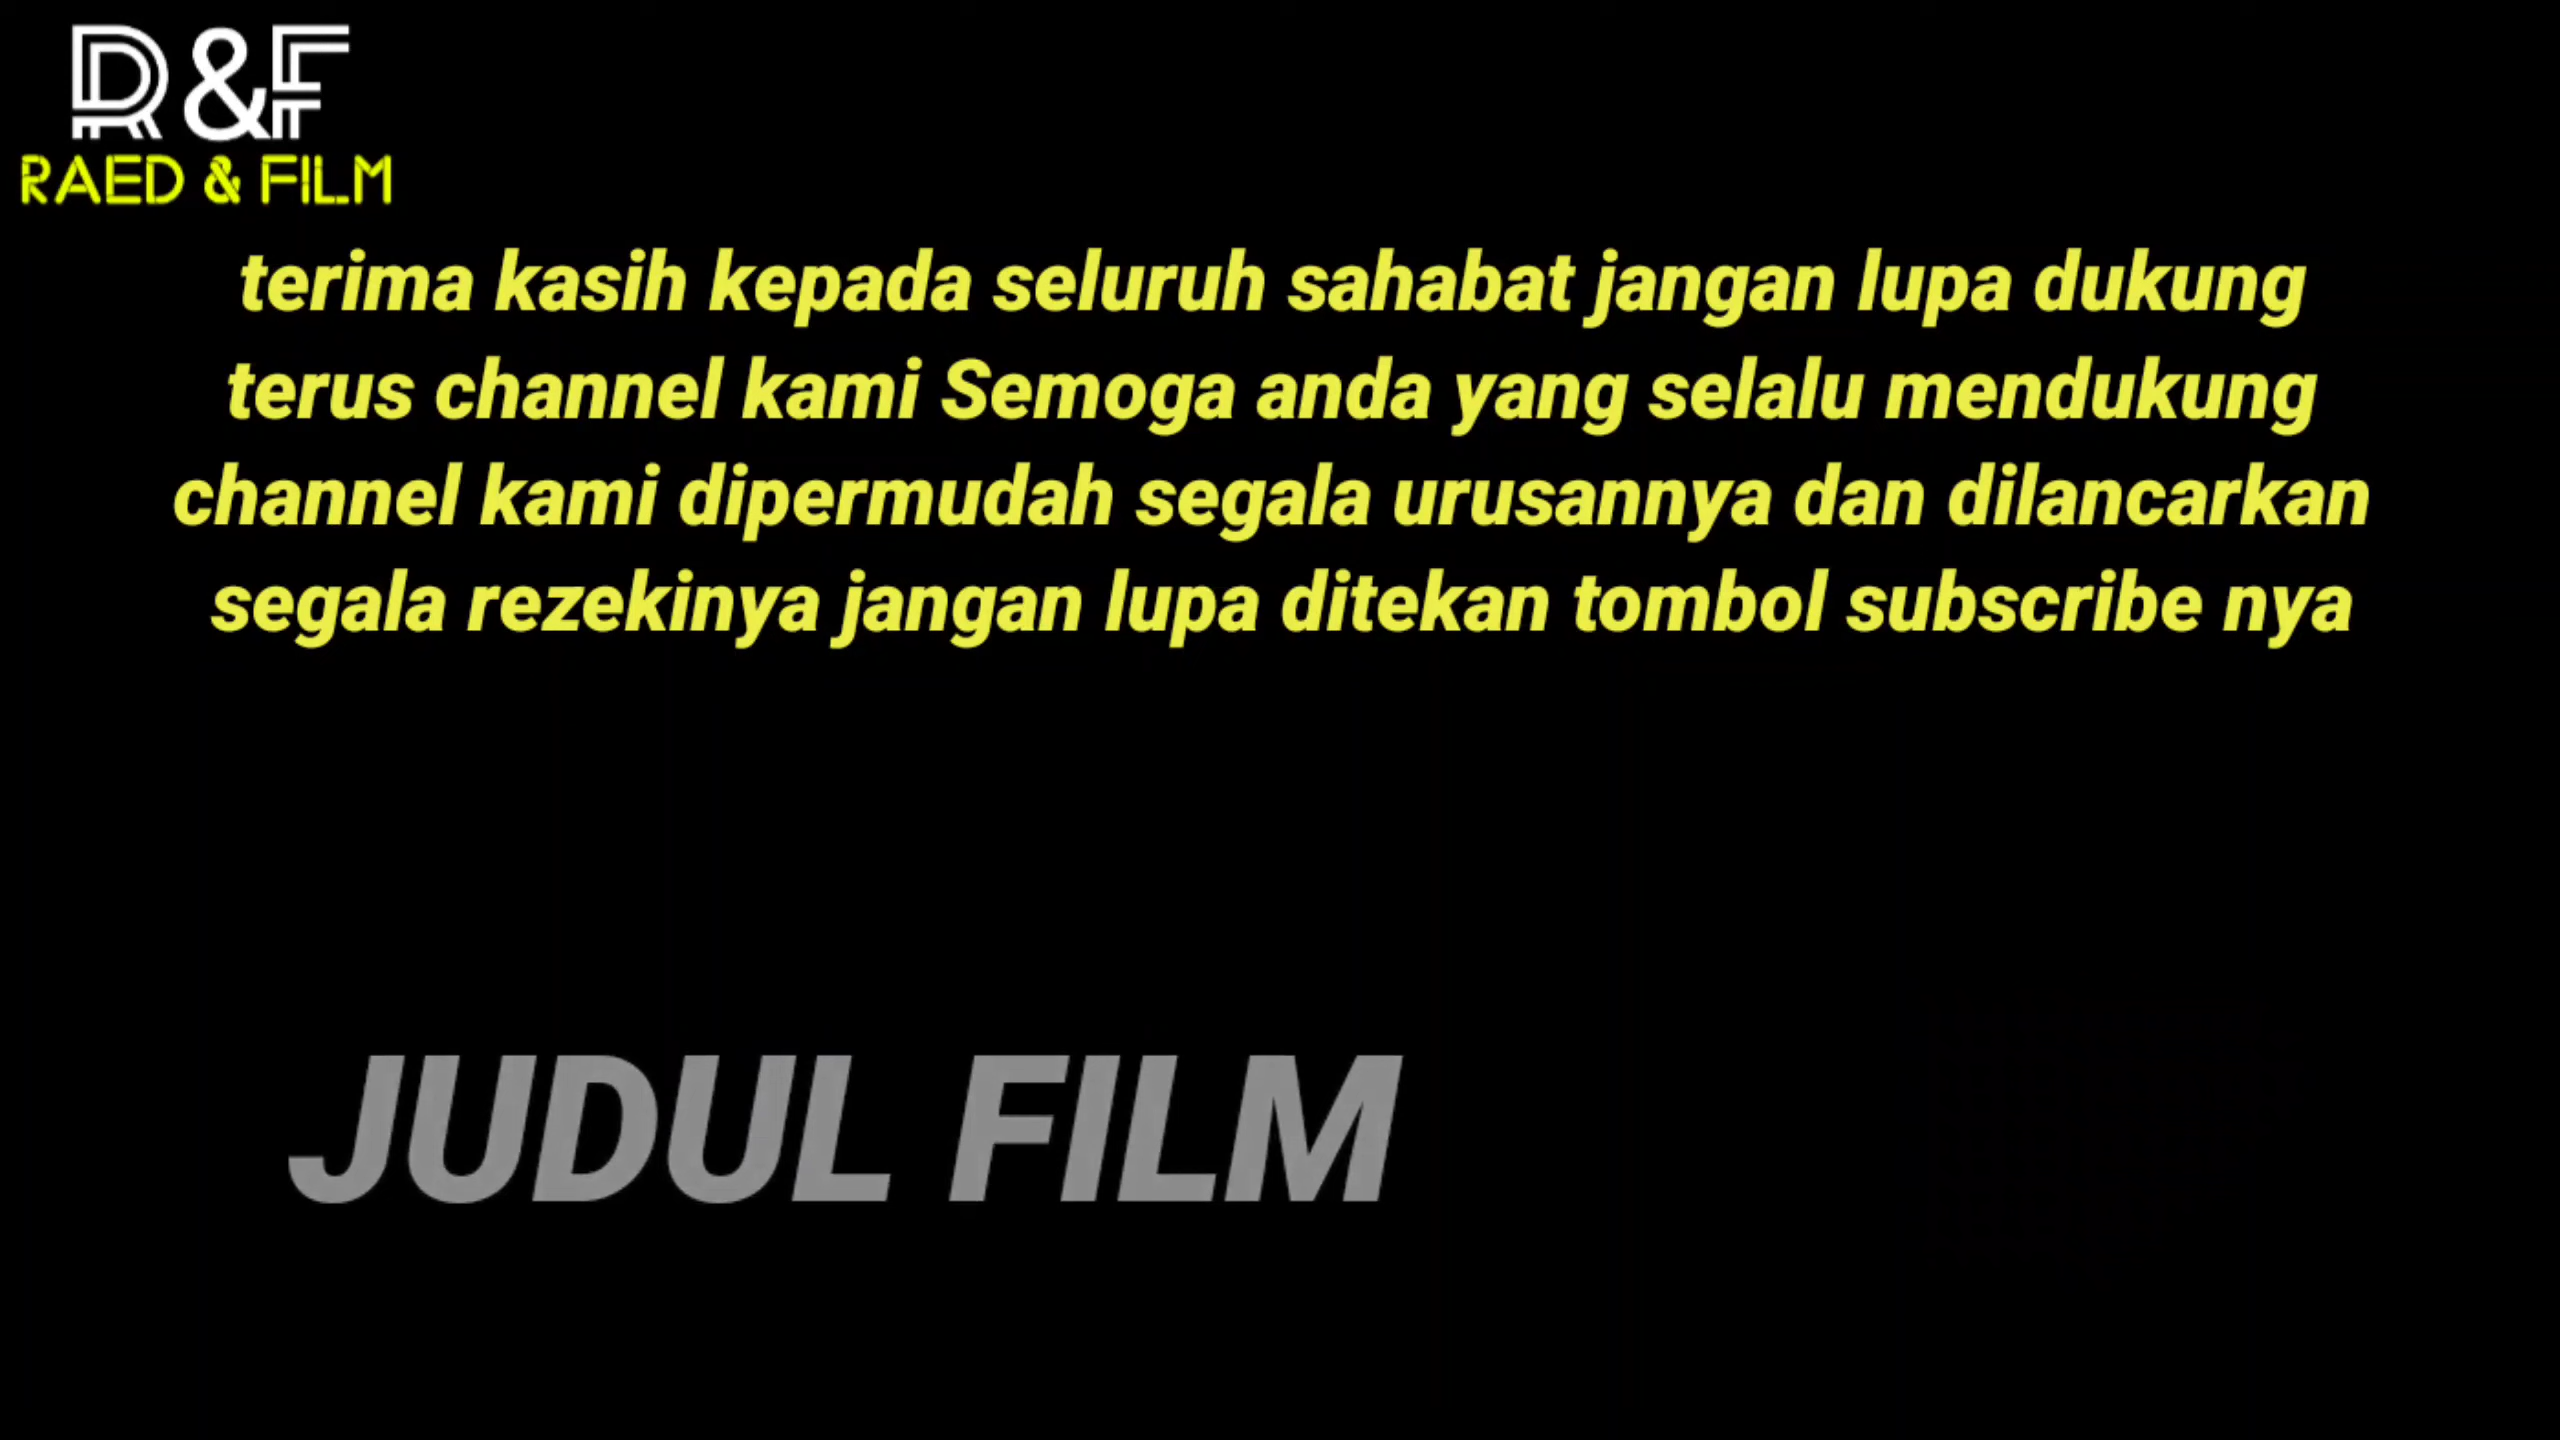 R&F
RAED & FILM
terima kasih kepada seluruh sahabat jangan lupa dukung
terus channel kami Semoga anda yang selalu mendukung
channel kami dipermudah segala urusannya dan dilancarkan
segala rezekinya jangan lupa ditekan tombol subscribe nya
JUDUL FILM